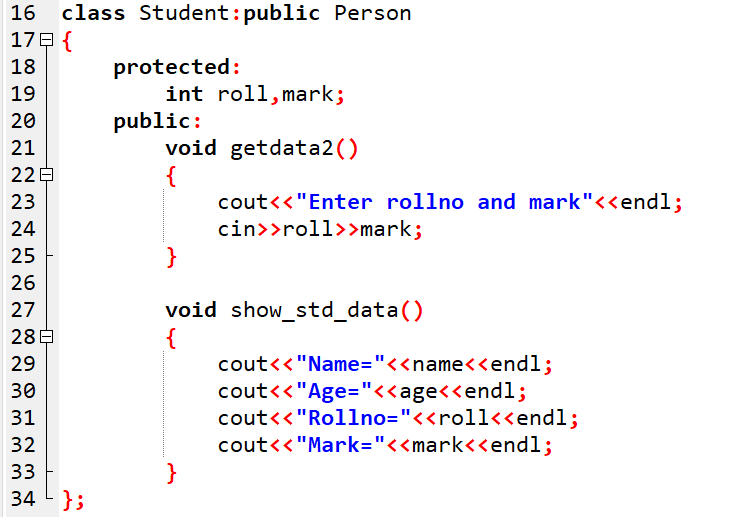 16 class Student:public Person
17 {
18     protected:
19         int roll,mark;
20     public:
21         void getdata2()
22         {
23             cout<<"Enter rollno and mark"<<endl;
24             cin>>roll>>mark;
25         }
26
27         void show_std_data()
28         {
29             cout<<"Name="<<name<<endl;
30             cout<<"Age="<<age<<endl;
31             cout<<"Rollno="<<roll<<endl;
32             cout<<"Mark="<<mark<<endl;
33         }
34 };